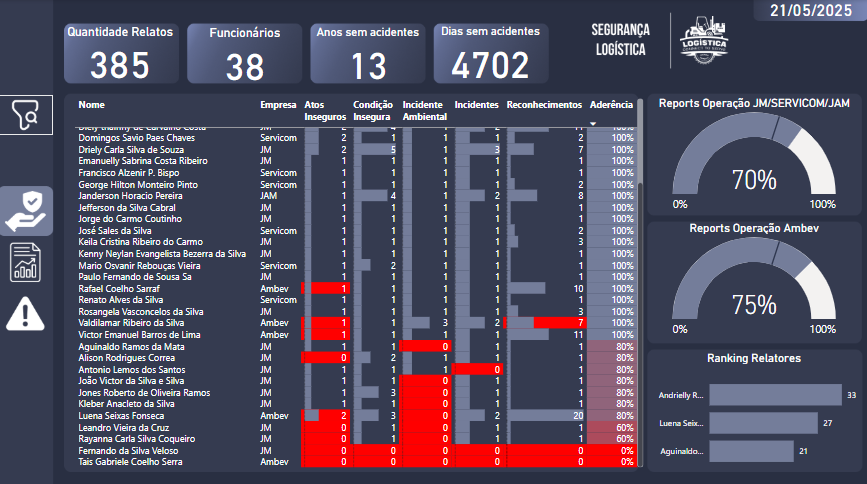 21/05/2025
Quantidade Relatos
385
Funcionários
38
Anos sem acidentes
13
Dias sem acidentes
4702
SEGURANÇA
LOGÍSTICA
LOGÍSTICA
Nome Empresa Atos Inseguros Condição Insegura Incidente Ambiental Incidentes Reconhecimentos Aderência
Domingos Savio Paes Chaves Servicom 2 1 1 1 2 100%
Driely Carla Silva de Souza JM 2 5 1 3 7 100%
Emanuelly Sabrina Costa Ribeiro JM 1 1 1 1 1 100%
Francisco Alzenir P. Bispo Servicom 1 1 1 1 1 100%
George Hilton Monteiro Pinto Servicom 1 1 1 1 2 100%
Janderson Horacio Pereira JAM 1 4 1 2 8 100%
Jefferson da Silva Cabral JM 1 1 1 1 1 100%
Jorge do Carmo Coutinho JM 1 1 1 1 1 100%
José Sales da Silva Servicom 1 1 1 1 2 100%
Keila Cristina Ribeiro do Carmo JM 1 1 1 1 3 100%
Kenny Neylan Evangelista Bezerra da Silva JM 1 1 1 1 1 100%
Mario Osvanir Rebouças Vieira Servicom 1 2 1 1 1 100%
Paulo Fernando de Sousa Sa JM 1 1 1 1 1 100%
Rafael Coelho Sarraf Ambev 1 1 1 1 10 100%
Renato Alves da Silva Servicom 1 1 1 1 1 100%
Rosangela Vasconcelos da Silva JM 1 1 1 1 3 100%
Valdilamar Ribeiro da Silva Ambev 1 1 3 2 7 100%
Victor Emanuel Barros de Lima Ambev 1 1 1 1 11 100%
Aguinaldo Ramos da Mata JM 1 1 0 1 1 80%
Alison Rodrigues Correa JM 0 2 1 1 1 80%
Antonio Lemos dos Santos JM 1 1 1 0 1 80%
João Victor da Silva e Silva JM 1 1 0 1 1 80%
Jones Roberto de Oliveira Ramos JM 1 3 0 1 1 80%
Kleber Anacleto da Silva JM 1 1 0 1 1 80%
Luena Seixas Fonseca Ambev 2 3 0 2 20 80%
Leandro Vieira da Cruz JM 1 1 0 1 1 60%
Rayanna Carla Silva Coqueiro JM 1 1 0 1 1 60%
Fernando da Silva Veloso JM 0 0 0 0 0 0%
Tais Gabriele Coelho Serra Ambev 0 0 0 0 0 0%
Reports Operação JM/SERVICOM/JAM
70%
0% 100%
Reports Operação Ambev
75%
0% 100%
Ranking Relatores
Andrielly R... 33
Luena Seix... 27
Aguinaldo... 21